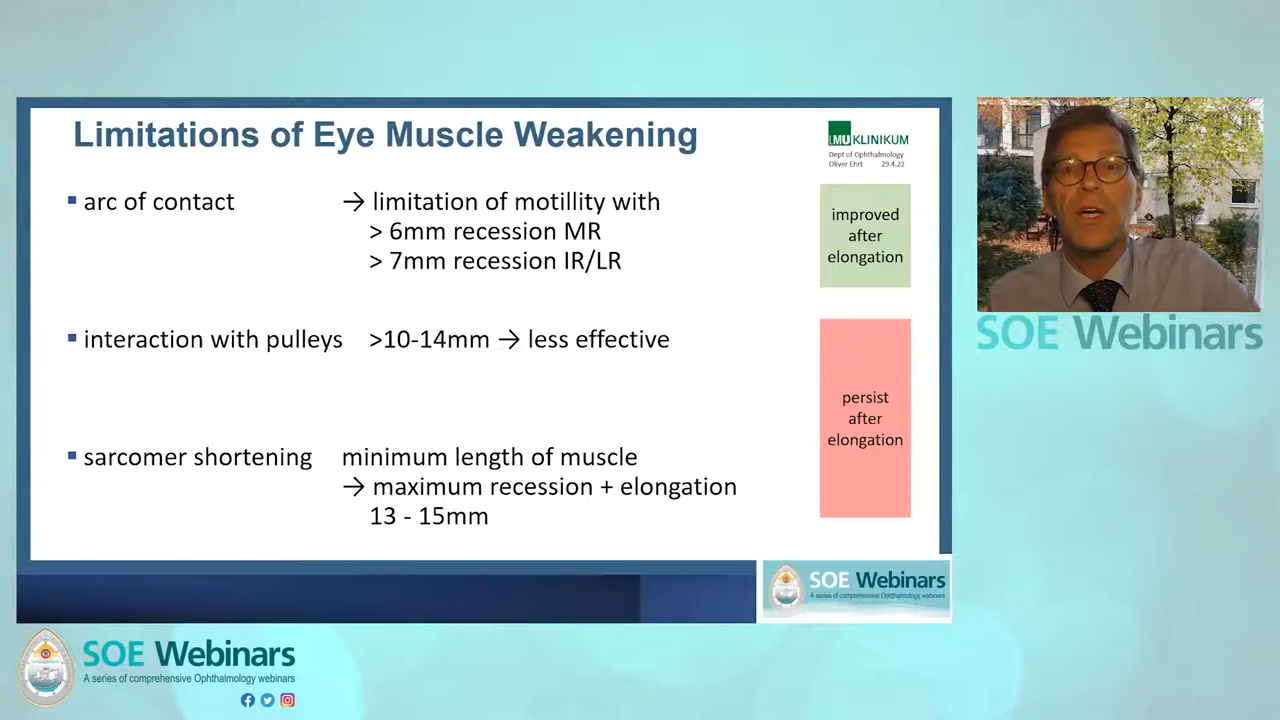 Limitations of Eye Muscle Weakening
LMU KLINIKUM
Dept of Ophthalmology
Oliver Ehrt 29.4.22
▪ arc of contact → limitation of motillity with
> 6mm recession MR
> 7mm recession IR/LR
improved
after
elongation
▪ interaction with pulleys >10-14mm → less effective
▪ sarcomer shortening minimum length of muscle
→ maximum recession + elongation
13 - 15mm
persist
after
elongation
SOE Webinars
SOE Webinars
A series of comprehensive Ophthalmology webinars
SOE Webinars
A series of comprehensive Ophthalmology webinars